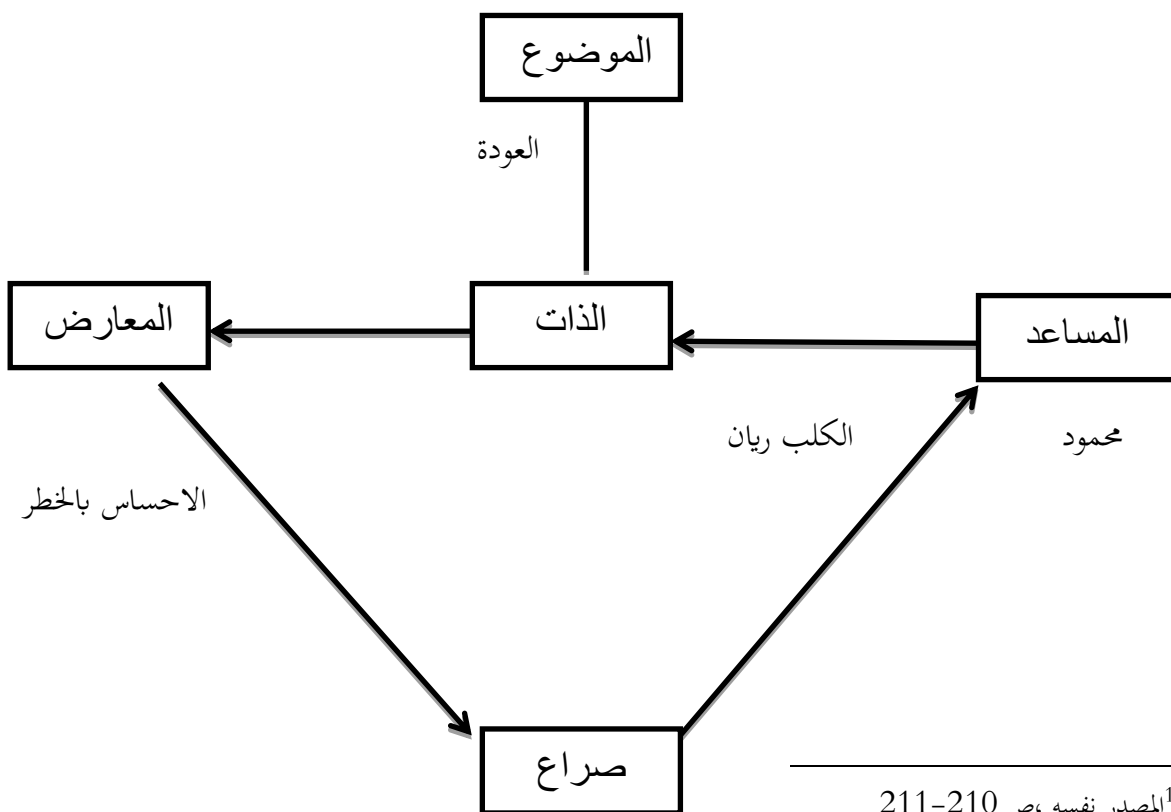 الموضوع
العودة
المساعد
الذات
المعارض
محمود
الكلب ريان
الاحساس بالخطر
صراع
المصدر نفسه ،ص 210-211